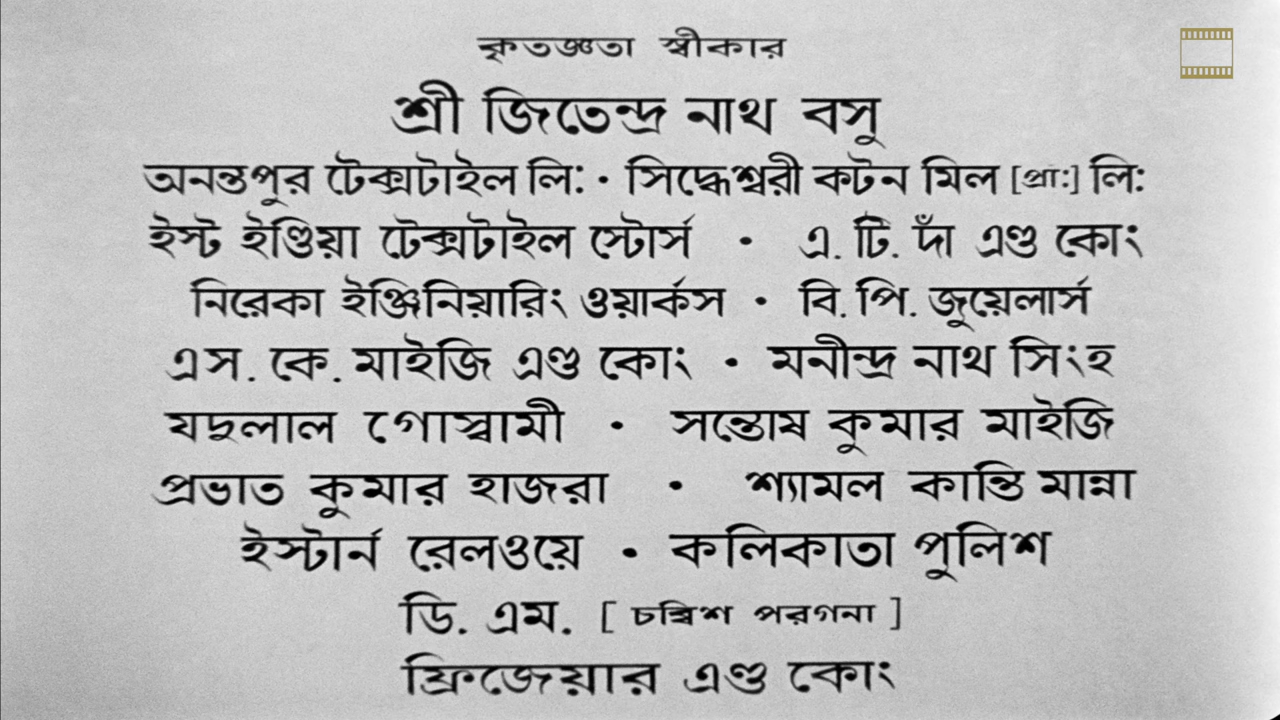 কৃতজ্ঞতা স্বীকার
শ্রী জিতেন্দ্র নাথ বসু
অনন্তপুর টেক্সটাইল লিঃ • সিদ্ধেশ্বরী কটন মিল [প্রাঃ] লিঃ
ইস্ট ইণ্ডিয়া টেক্সটাইল স্টোর্স • এ. টি. দাঁ এণ্ড কোং
নিরেকা ইঞ্জিনিয়ারিং ওয়ার্কস • বি. পি. জুয়েলার্স
এস. কে. মাইজি এণ্ড কোং • মনীন্দ্র নাথ সিংহ
যদুলাল গোস্বামী • সন্তোষ কুমার মাইজি
প্রভাত কুমার হাজরা • শ্যামল কান্তি মান্না
ইস্টার্ন রেলওয়ে • কলিকাতা পুলিশ
ডি. এম. [ চব্বিশ পরগনা ]
ফ্রিজেয়ার এণ্ড কোং